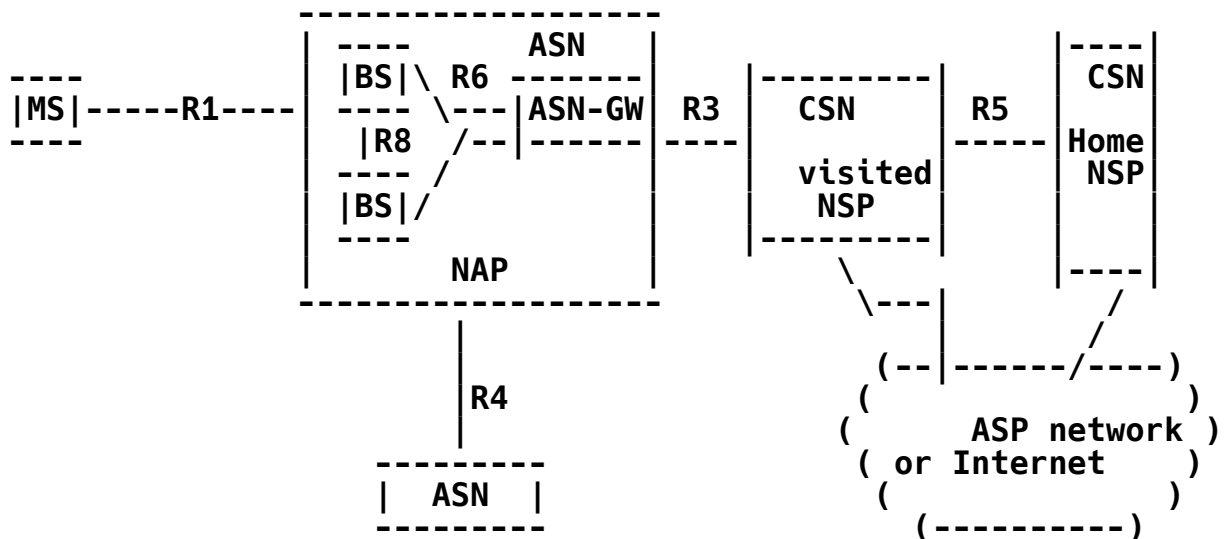 -------------------
| ----      ASN   |                      |----|
----            |  |BS|\  R6 -------|     |---------|      | CSN|
|MS|-----R1----|  ----  \---|ASN-GW| R3  |  CSN    | R5   |    |
----            |   |R8  /--|------|----|         |-----|Home|
|  ---- /          |    | visited|     | NSP|
|  |BS|/           |    |  NSP   |     |    |
|  ----            |    |---------|     |    |
|       NAP        |        \           |----|
-------------------         \---|        /
|                      |       /
|                   (--|------/----)
|R4                (                )
|                 (      ASP network )
---------              ( or Internet    )
|  ASN  |               (              )
---------                 (----------)